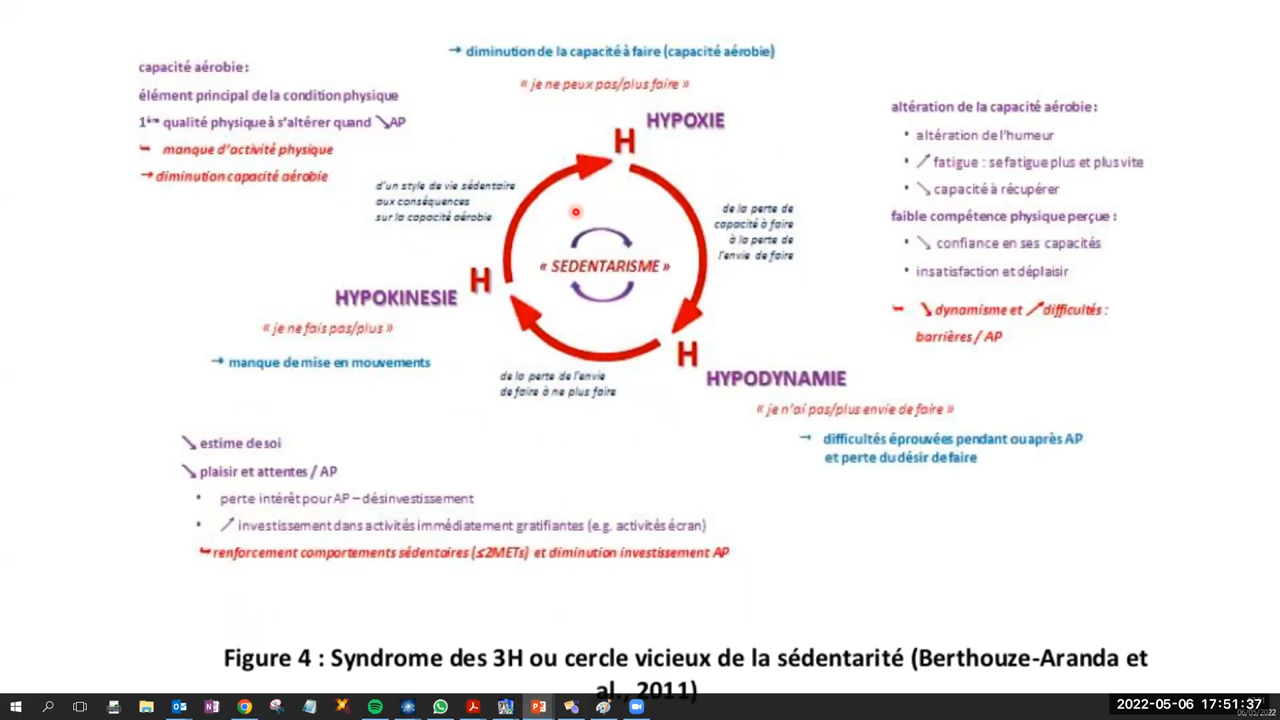 → diminution de la capacité à faire (capacité aérobie)
« je ne peux pas/plus faire »
capacité aérobie :
élément principal de la condition physique
1ère qualité physique à s'altérer quand ↘AP
manque d'activité physique
→ diminution capacité aérobie
H HYPOXIE
d'un style de vie sédentaire
aux conséquences
sur la capacité aérobie
de la perte de
capacité à faire
à la perte de
l'envie de faire
altération de la capacité aérobie :
• altération de l'humeur
• ↗ fatigue : se fatigue plus et plus vite
• ↘ capacité à récupérer
faible compétence physique perçue :
• ↘ confiance en ses capacités
• insatisfaction et déplaisir
↘ dynamisme et ↗ difficultés :
barrières / AP
« SEDENTARISME »
H
HYPOKINESIE
« je ne fais pas/plus »
→ manque de mise en mouvements
de la perte de l'envie
de faire à ne plus faire
H
HYPODYNAMIE
« je n'ai pas/plus envie de faire »
→ difficultés éprouvées pendant ou après AP
et perte du désir de faire
↘ estime de soi
↘ plaisir et attentes / AP
• perte intérêt pour AP – désinvestissement
• ↗ investissement dans activités immédiatement gratifiantes (e.g. activités écran)
renforcement comportements sédentaires (≤2METs) et diminution investissement AP
Figure 4 : Syndrome des 3H ou cercle vicieux de la sédentarité (Berthouze-Aranda et
al., 2011)
2022-05-06 17:51:37